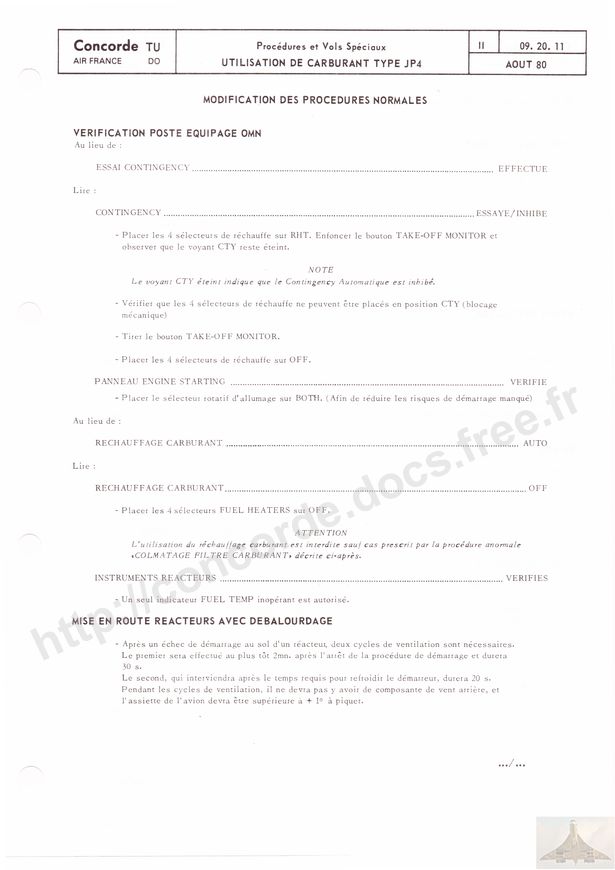 Concorde TU
AIR FRANCE DO
Procédures et Vols Spéciaux
UTILISATION DE CARBURANT TYPE JP4
II
09. 20. 11
AOUT 80
MODIFICATION DES PROCEDURES NORMALES
VERIFICATION POSTE EQUIPAGE OMN
Au lieu de :
ESSAI CONTINGENCY ........ EFFECTUE
Lire :
CONTINGENCY ........ ESSAYE/INHIBE
- Placer les 4 sélecteurs de réchauffe sur RHT. Enfoncer le bouton TAKE-OFF MONITOR et
observer que le voyant CTY reste éteint.
NOTE
Le voyant CTY éteint indique que le Contingency Automatique est inhibé.
- Vérifier que les 4 sélecteurs de réchauffe ne peuvent être placés en position CTY (blocage
mécanique)
- Tirer le bouton TAKE-OFF MONITOR.
- Placer les 4 sélecteurs de réchauffe sur OFF.
PANNEAU ENGINE STARTING ........ VERIFIE
- Placer le sélecteur rotatif d'allumage sur BOTH. (Afin de réduire les risques de démarrage manqué)
Au lieu de :
RECHAUFFAGE CARBURANT ........ AUTO
Lire :
RECHAUFFAGE CARBURANT ........ OFF
- Placer les 4 sélecteurs FUEL HEATERS sur OFF.
ATTENTION
L'utilisation du réchauffage carburant est interdite sauf cas prescrit par la procédure anormale
«COLMATAGE FILTRE CARBURANT» décrite ci-après.
INSTRUMENTS REACTEURS ........ VERIFIES
- Un seul indicateur FUEL TEMP inopérant est autorisé.
MISE EN ROUTE REACTEURS AVEC DEBALOURDAGE
- Après un échec de démarrage au sol d'un réacteur, deux cycles de ventilation sont nécessaires.
Le premier sera effectué au plus tôt 2mn. après l'arrêt de la procédure de démarrage et durera
30 s.
Le second, qui interviendra après le temps requis pour refroidir le démarreur, durera 20 s.
Pendant les cycles de ventilation, il ne devra pas y avoir de composante de vent arrière, et
l'assiette de l'avion devra être supérieure à + 1º à piquer.
.../...
http://concorde.docs.free.fr